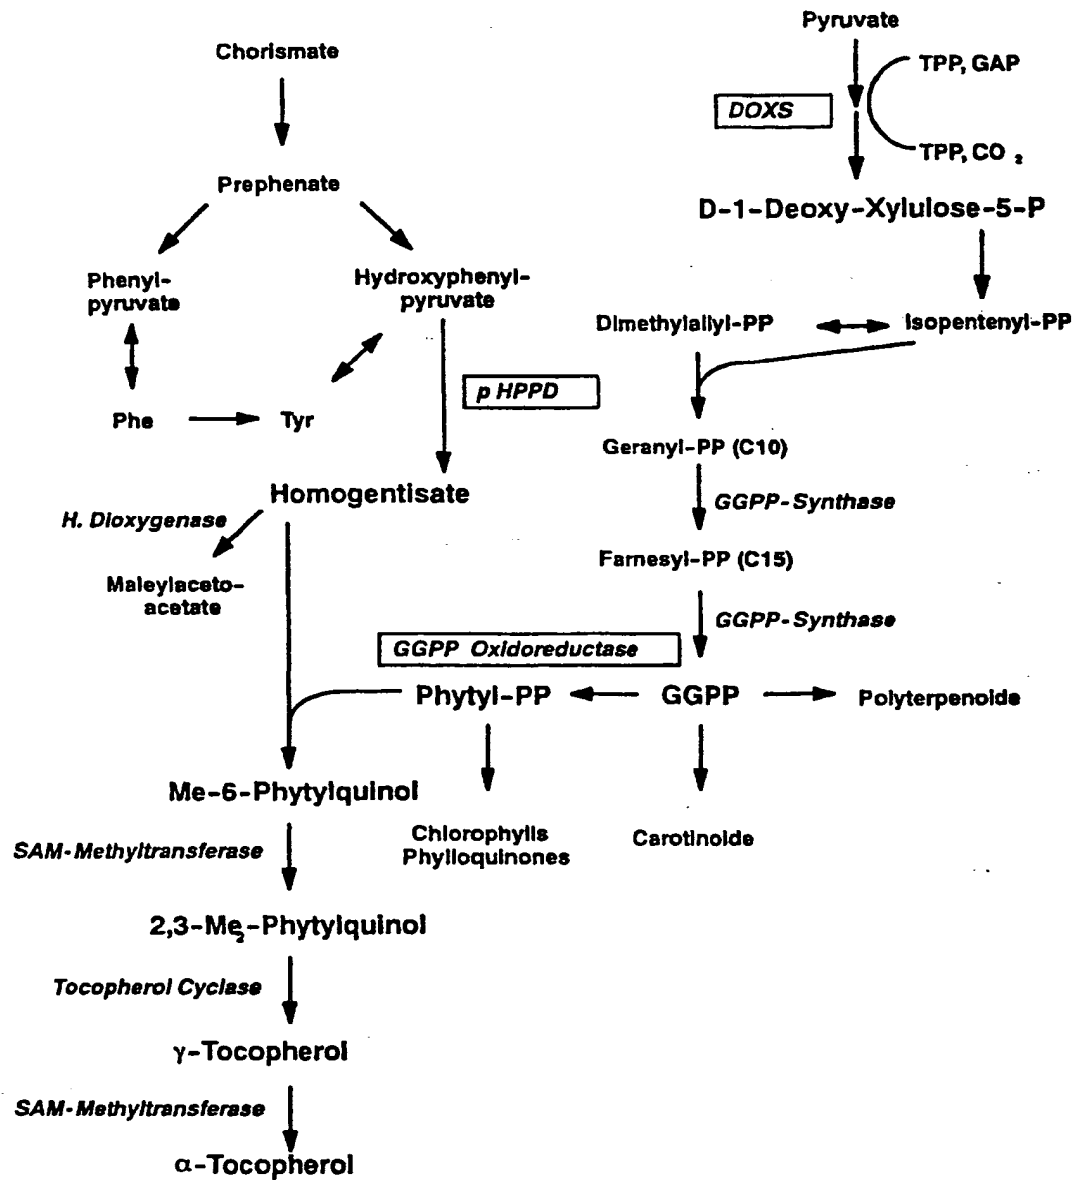 Pyruvate
Chorismate
TPP, GAP
DOXS
TPP, CO 2
Prephenate
D-1-Deoxy-Xylulose-5-P
Phenyl-
pyruvate
Hydroxyphenyl-
pyruvate
Dimethylallyl-PP
Isopentenyl-PP
p HPPD
Phe
Tyr
Geranyl-PP (C10)
Homogentisate
GGPP-Synthase
H. Dioxygenase
Farnesyl-PP (C15)
Maleylaceto-
acetate
GGPP-Synthase
GGPP Oxidoreductase
Phytyl-PP
GGPP
Polyterpenoide
Me-6-Phytylquinol
Chlorophylls
Phylloquinones
Carotinoide
SAM-Methyltransferase
2,3-Me2-Phytylquinol
Tocopherol Cyclase
γ-Tocopherol
SAM-Methyltransferase
α-Tocopherol